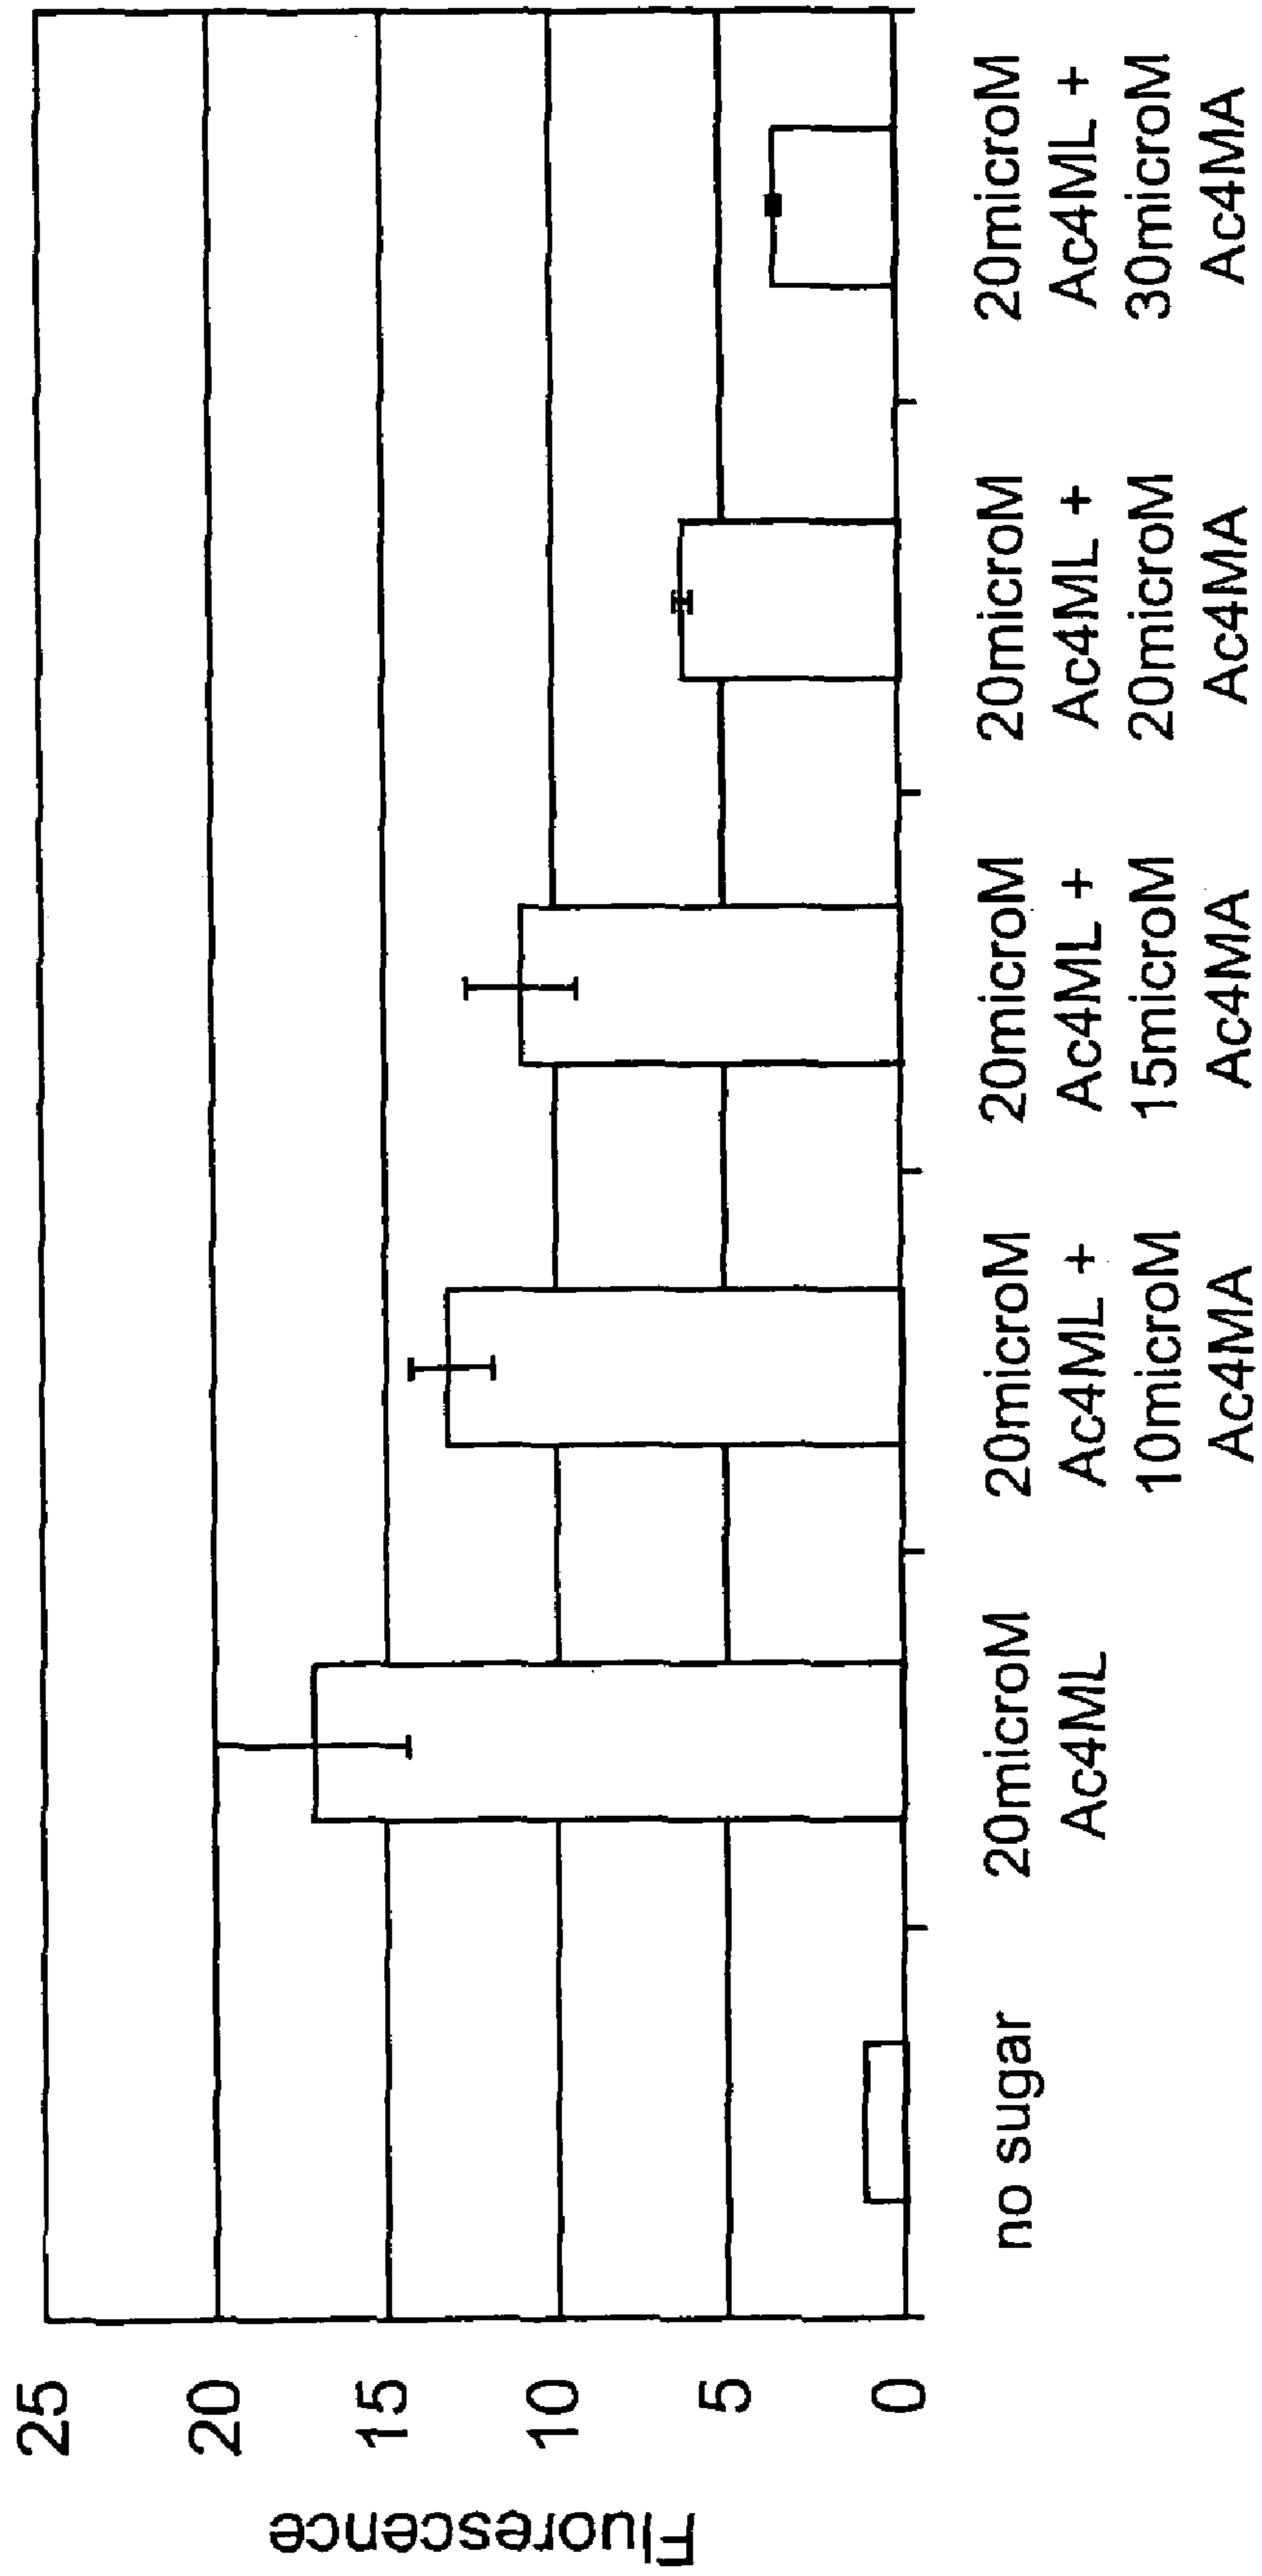 Fluorescence
25
20
15
10
5
0
no sugar
20microM
Ac4ML
20microM
Ac4ML +
10microM
Ac4MA
20microM
Ac4ML +
15microM
Ac4MA
20microM
Ac4ML +
20microM
Ac4MA
20microM
Ac4ML +
30microM
Ac4MA